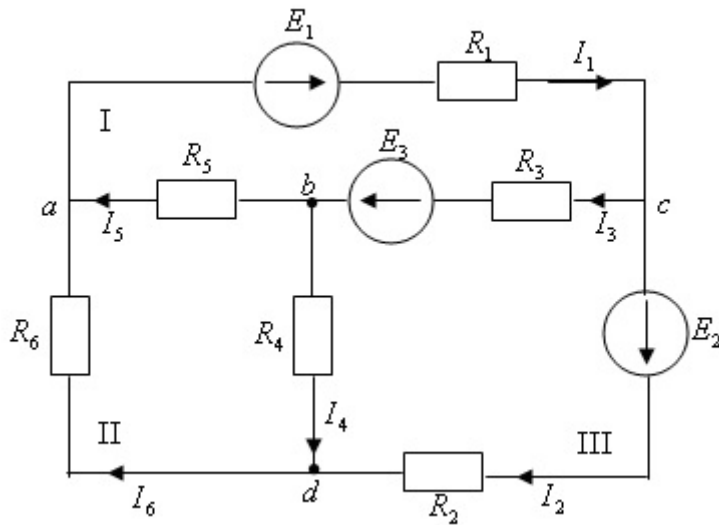 E₁
R₁
I₁
I
R₅
b
E₃
R₃
a
I₅
I₃
c
R₆
R₄
E₂
II
I₄
III
I₆
d
R₂
I₂